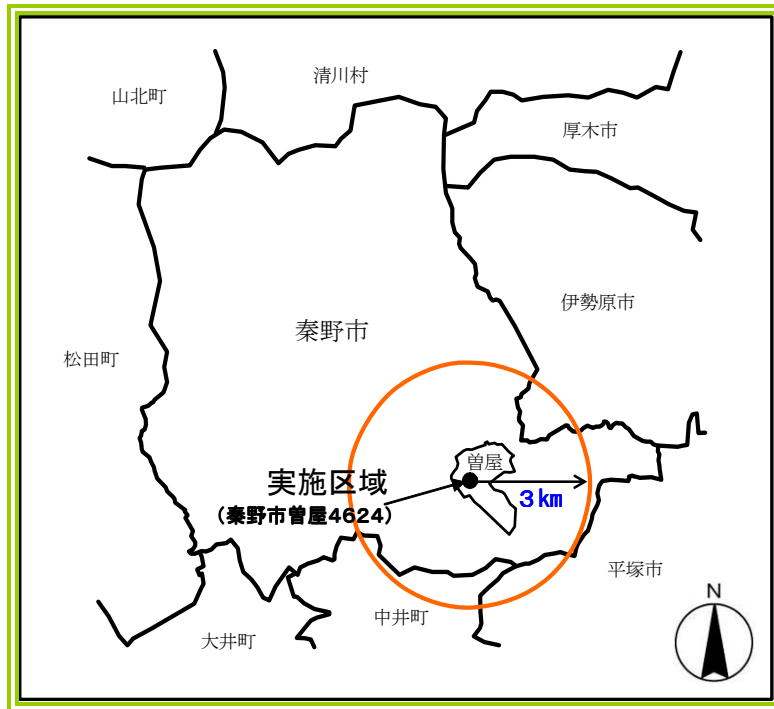 清川村
山北町
厚木市
伊勢原市
秦野市
松田町
曽屋
実施区域
3km
(秦野市曽屋4624)
平塚市
N
中井町
大井町